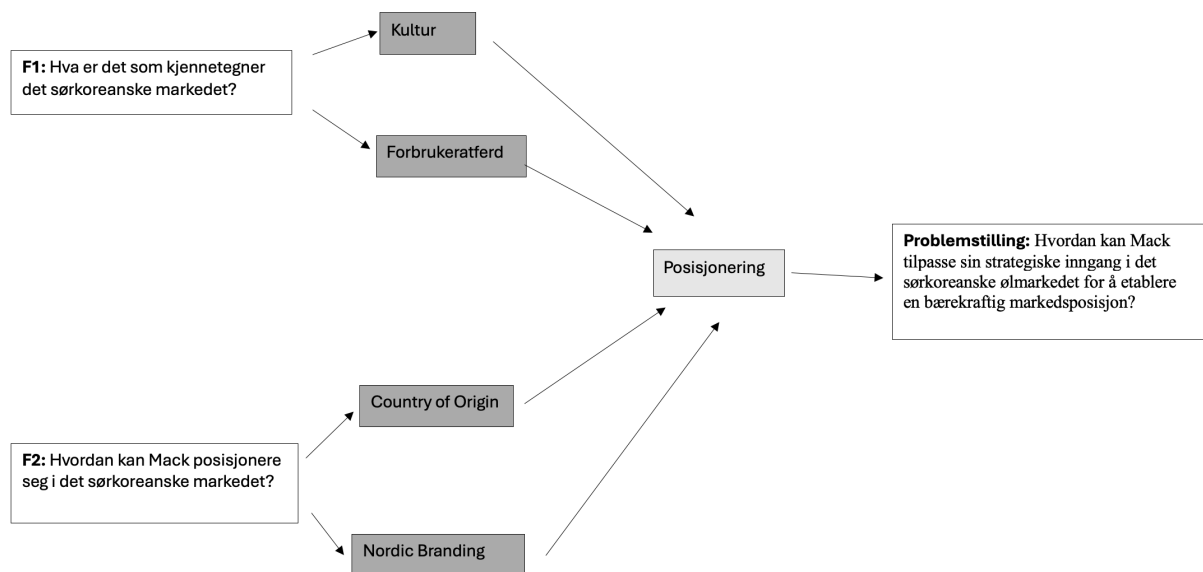 Kultur
F1: Hva er det som kjennetegner
det sørkoreanske markedet?
Forbrukeratferd
Posisjonering
Problemstilling: Hvordan kan Mack
tilpasse sin strategiske inngang i det
sørkoreanske ølmarkedet for å etablere
en bærekraftig markedsposisjon?
Country of Origin
F2: Hvordan kan Mack posisjonere
seg i det sørkoreanske markedet?
Nordic Branding